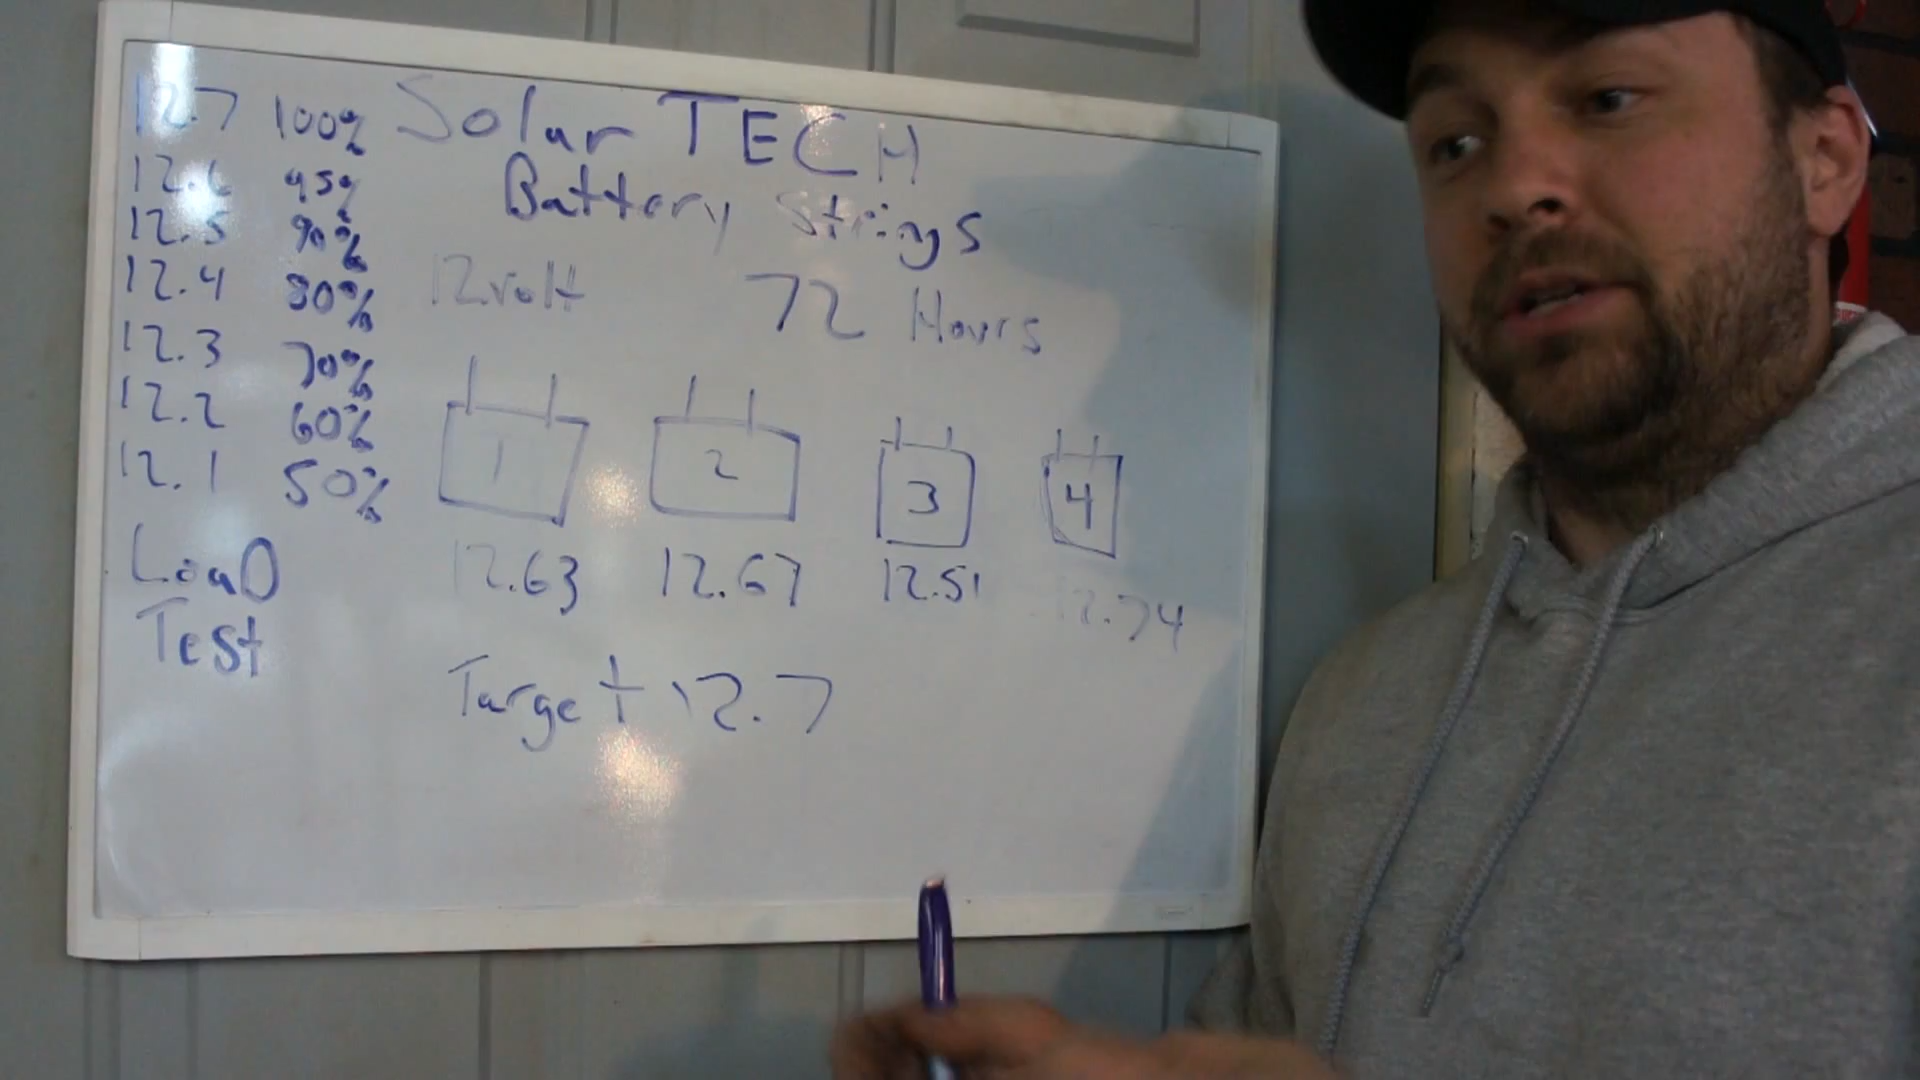 Solar TECH
Battery Strings
12volt 72 Hours
12.7 100%
12.6 95%
12.5 90%
12.4 80%
12.3 70%
12.2 60%
12.1 50%
LoaD
Test
1 2 3 4
12.63 12.67 12.51 12.74
Target 12.7